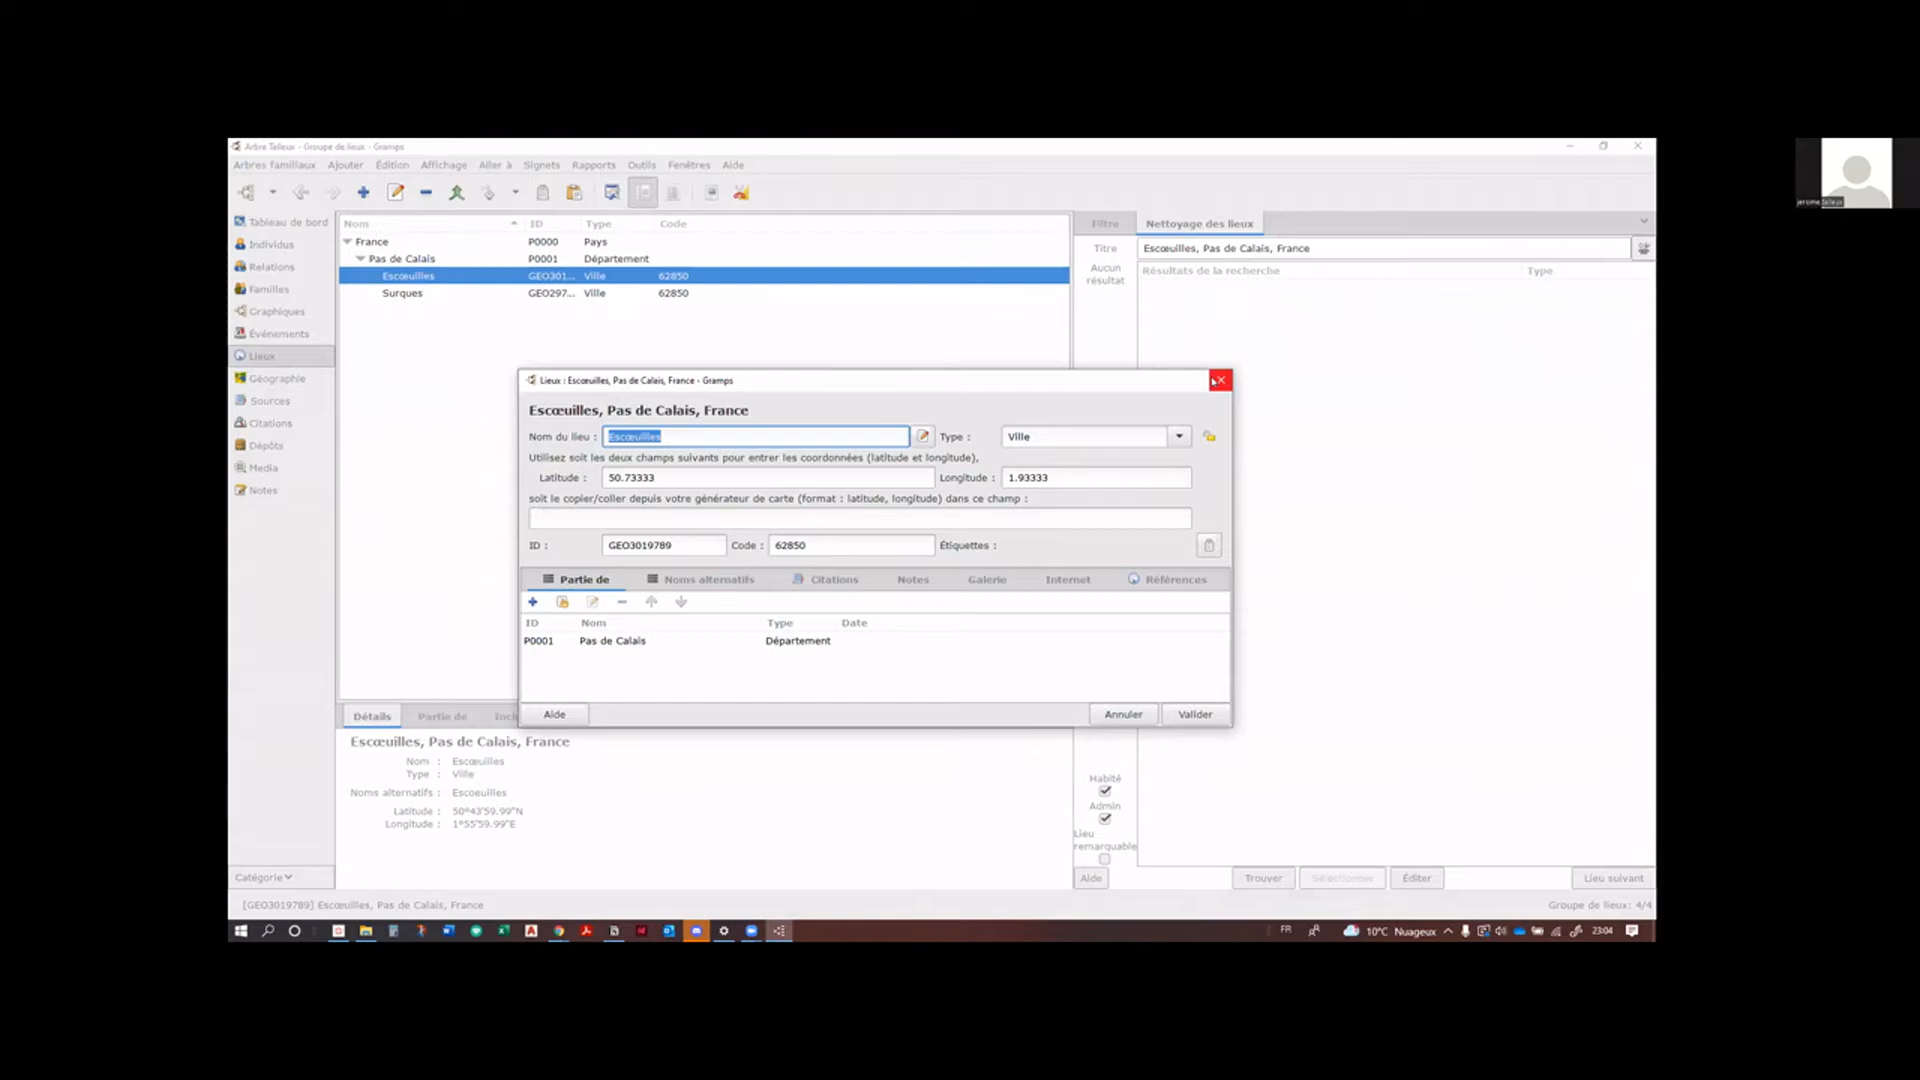 Arbre Talleux - Groupe de lieux - Gramps
Arbres familiaux Ajouter Édition Affichage Aller à Signets Rapports Outils Fenêtres Aide
Tableau de bord
Individus
Relations
Familles
Graphiques
Événements
Lieux
Géographie
Sources
Citations
Dépôts
Media
Notes
Catégorie
Nom ID Type Code
France P0000 Pays
Pas de Calais P0001 Département
Escœuilles GEO301... Ville 62850
Surques GEO297... Ville 62850
Filtre Nettoyage des lieux
Titre Escœuilles, Pas de Calais, France
Aucun résultat
Résultats de la recherche Type
Lieux : Escœuilles, Pas de Calais, France - Gramps
Escœuilles, Pas de Calais, France
Nom du lieu : Escœuilles Type : Ville
Utilisez soit les deux champs suivants pour entrer les coordonnées (latitude et longitude),
Latitude : 50.73333 Longitude : 1.93333
soit le copier/coller depuis votre générateur de carte (format : latitude, longitude) dans ce champ :
ID : GEO3019789 Code : 62850 Étiquettes :
Partie de Noms alternatifs Citations Notes Galerie Internet Références
ID Nom Type Date
P0001 Pas de Calais Département
Aide Annuler Valider
Détails Partie de Incl
Escœuilles, Pas de Calais, France
Nom : Escœuilles
Type : Ville
Noms alternatifs : Escoeuilles
Latitude : 50°43'59.99"N
Longitude : 1°55'59.99"E
Habité
Admin
Lieu
remarquable
Aide Trouver Sélectionner Éditer Lieu suivant
[GEO3019789] Escœuilles, Pas de Calais, France Groupe de lieux: 4/4
FR 10°C Nuageux 23:04
jerome.talleux